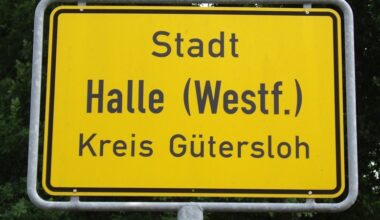 Stadt
Halle (Westf.)
Kreis Gütersloh